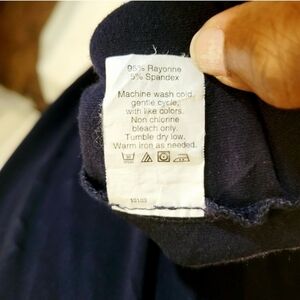 95% Rayonne
5% Spandex
Machine wash cold,
gentle cycle,
with like colors.
Non chlorine
bleach only.
Tumble dry low.
Warm iron as needed.